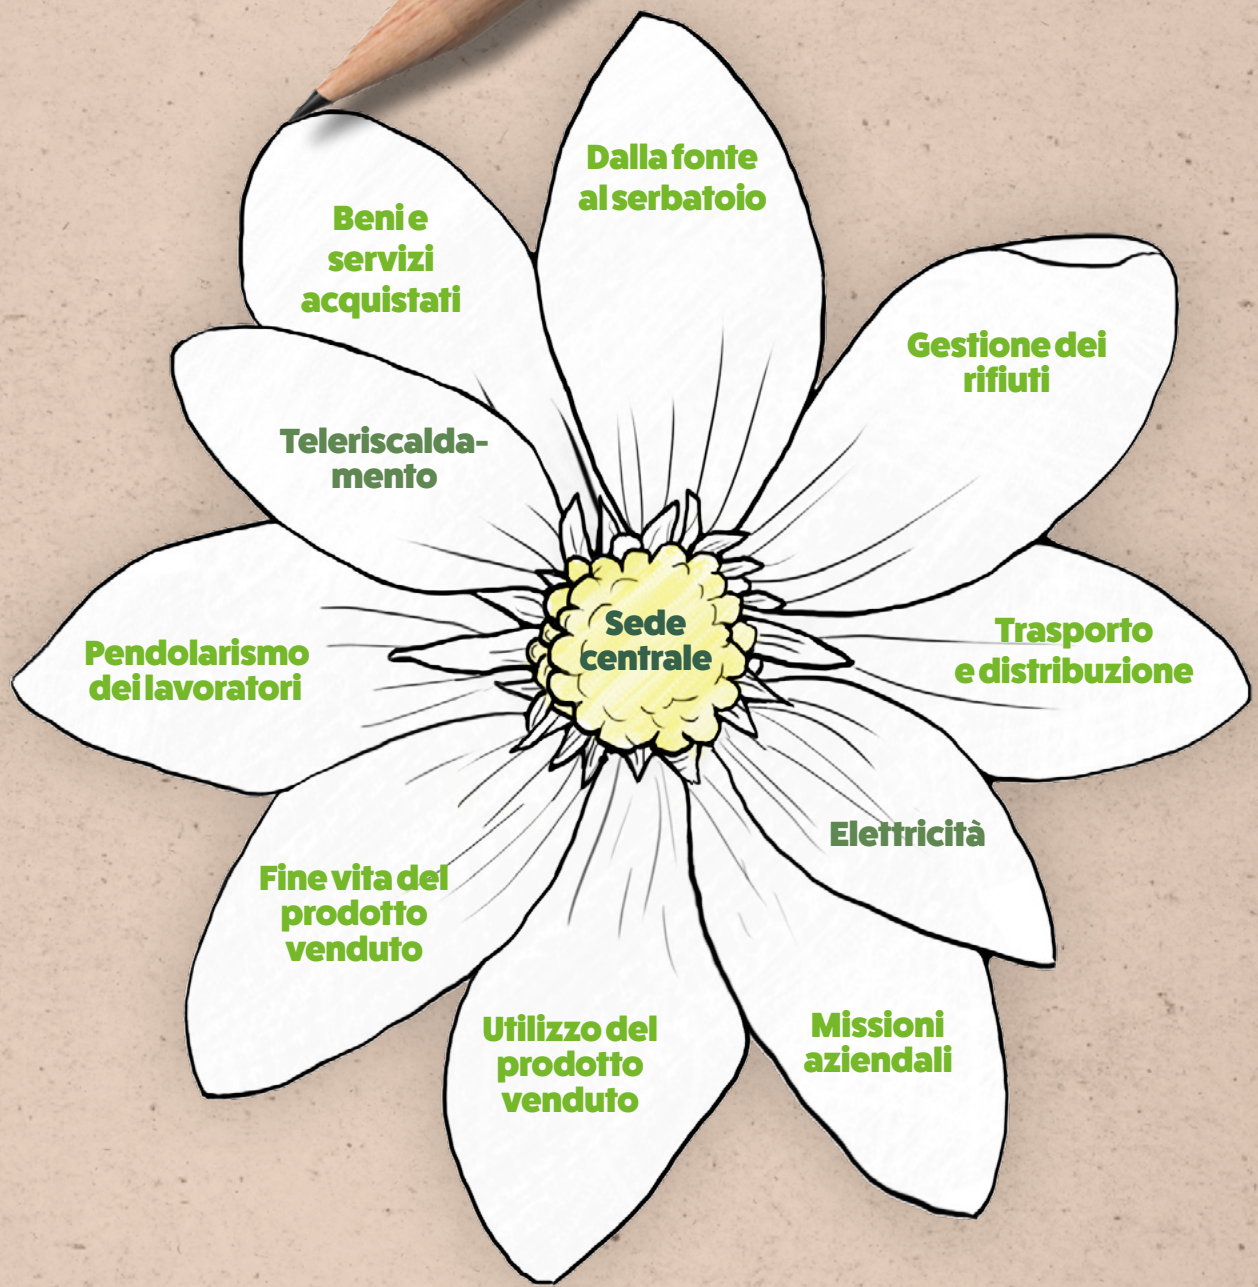 Dalla fonte
al serbatoio
Beni e
servizi
acquistati
Gestione dei
rifiuti
Teleriscalda-
mento
Sede
centrale
Trasporto
e distribuzione
Pendolarismo
dei lavoratori
Elettricità
Fine vita del
prodotto
venduto
Utilizzo del
prodotto
venduto
Missioni
aziendali